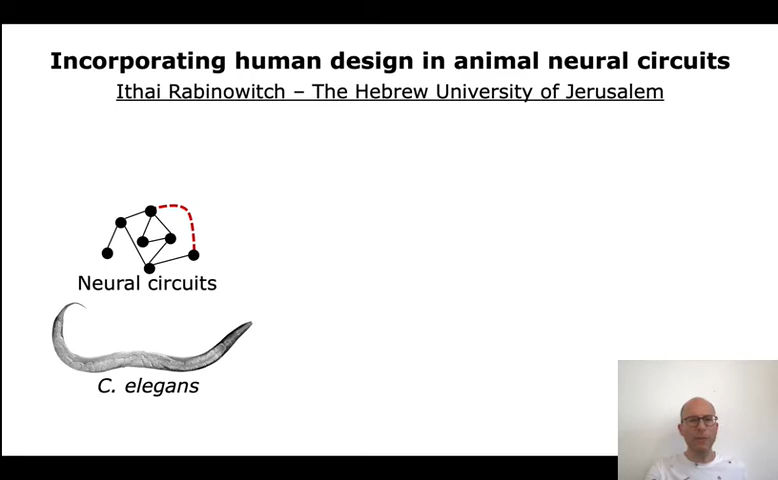 Incorporating human design in animal neural circuits
Ithai Rabinowitch – The Hebrew University of Jerusalem
Neural circuits
C. elegans